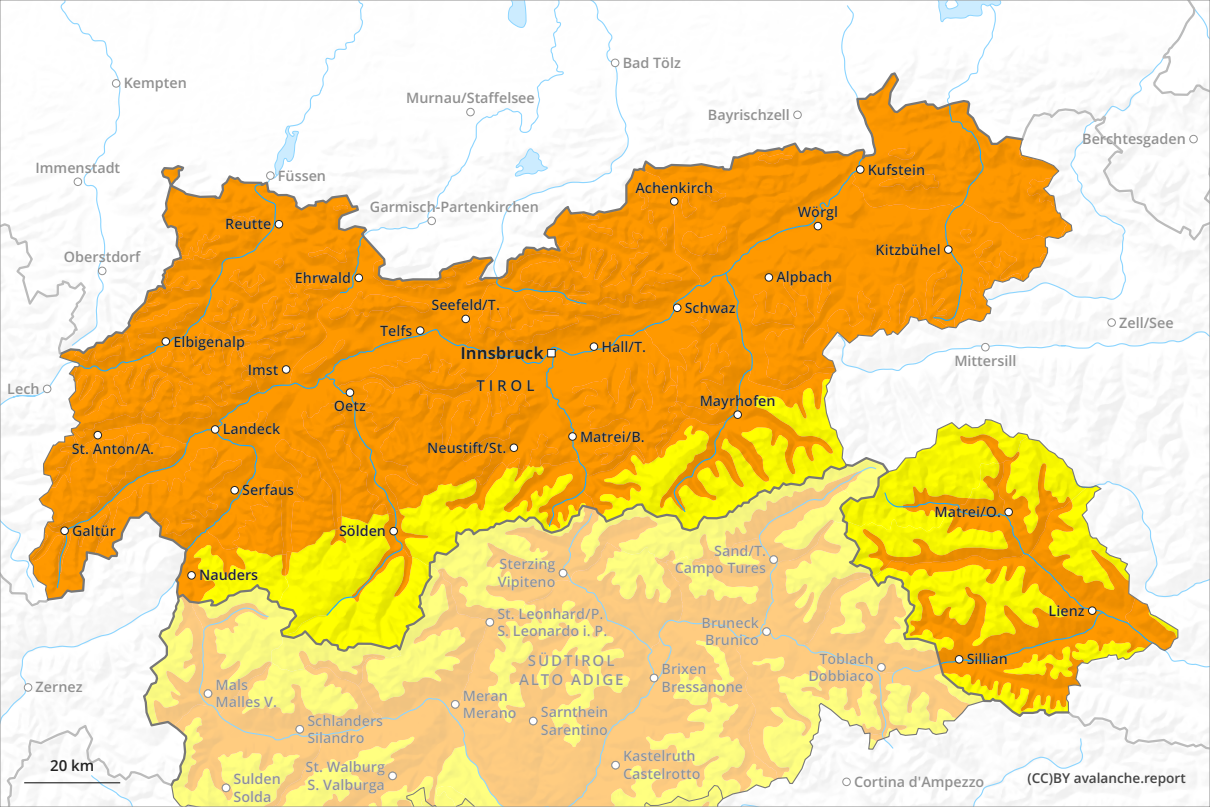 Kempten
Bad Tölz
Murnau/Staffelsee
Bayrischzell
Berchtesgaden
Immenstadt
Füssen
Kufstein
Achenkirch
Garmisch-Partenkirchen
Wörgl
Reutte
Kitzbühel
Oberstdorf
Ehrwald
Alpbach
Seefeld/T.
Schwaz
Zell/See
Telfs
Elbigenalp
Innsbruck
Hall/T.
Mittersill
Imst
TIROL
Lech
Oetz
Mayrhofen
Landeck
Matrei/B.
St. Anton/A.
Neustift/St.
Serfaus
Matrei/O.
Galtür
Sölden
Sand/T.
Campo Tures
Sterzing
Vipiteno
Nauders
St. Leonhard/P.
S. Leonardo i. P.
Lienz
Bruneck
Brunico
SÜDTIROL
ALTO ADIGE
Toblach
Dobbiaco
Sillian
Brixen
Bressanone
Zernez
Mals
Malles V.
Meran
Merano
Sarnthein
Sarentino
Schlanders
Silandro
Kastelruth
Castelrotto
St. Walburg
S. Valburga
20 km
Sulden
Solda
Cortina d'Ampezzo
(CC)BY avalanche.report